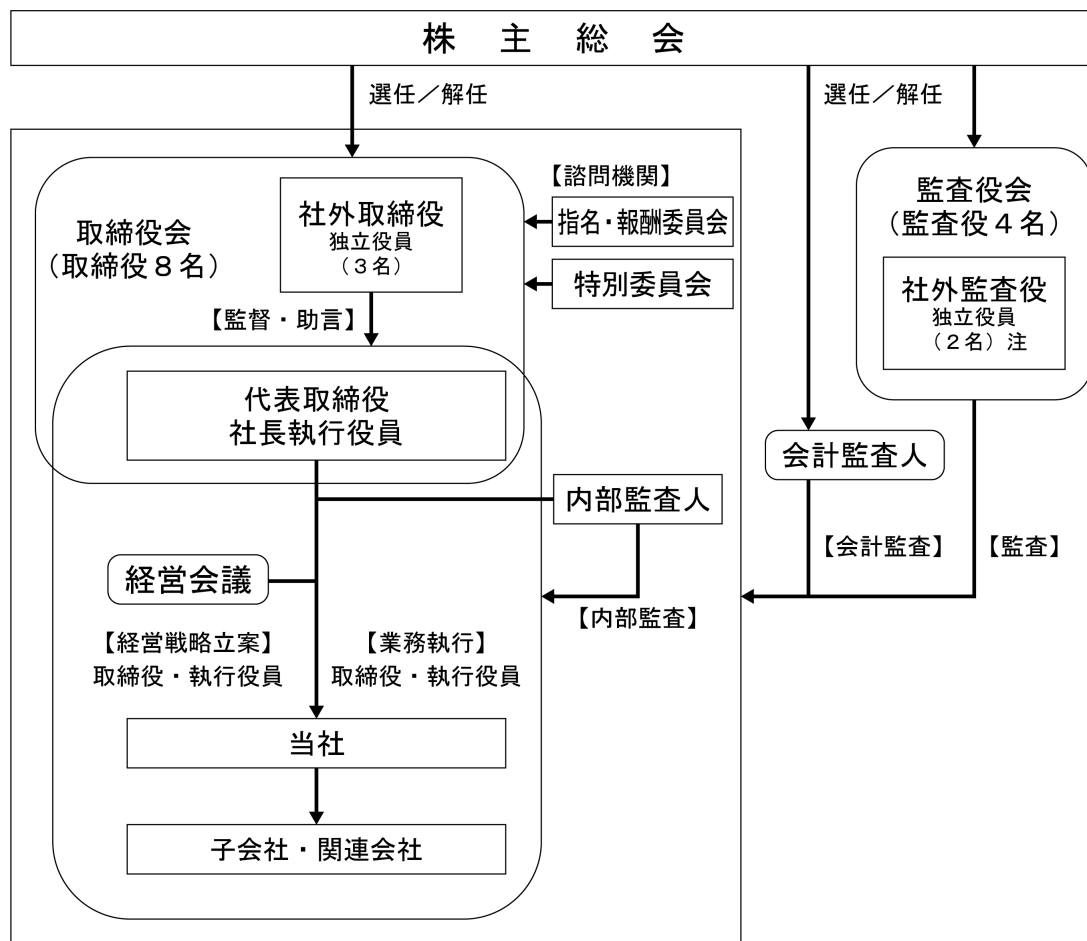 株主総会
選任／解任
選任／解任
取締役会
（取締役８名）
社外取締役
独立役員
（３名）
【諮問機関】
指名・報酬委員会
特別委員会
監査役会
（監査役４名）
社外監査役
独立役員
（２名）注
【監督・助言】
代表取締役
社長執行役員
会計監査人
内部監査人
【会計監査】
【監査】
経営会議
【内部監査】
【経営戦略立案】
取締役・執行役員
【業務執行】
取締役・執行役員
当社
子会社・関連会社